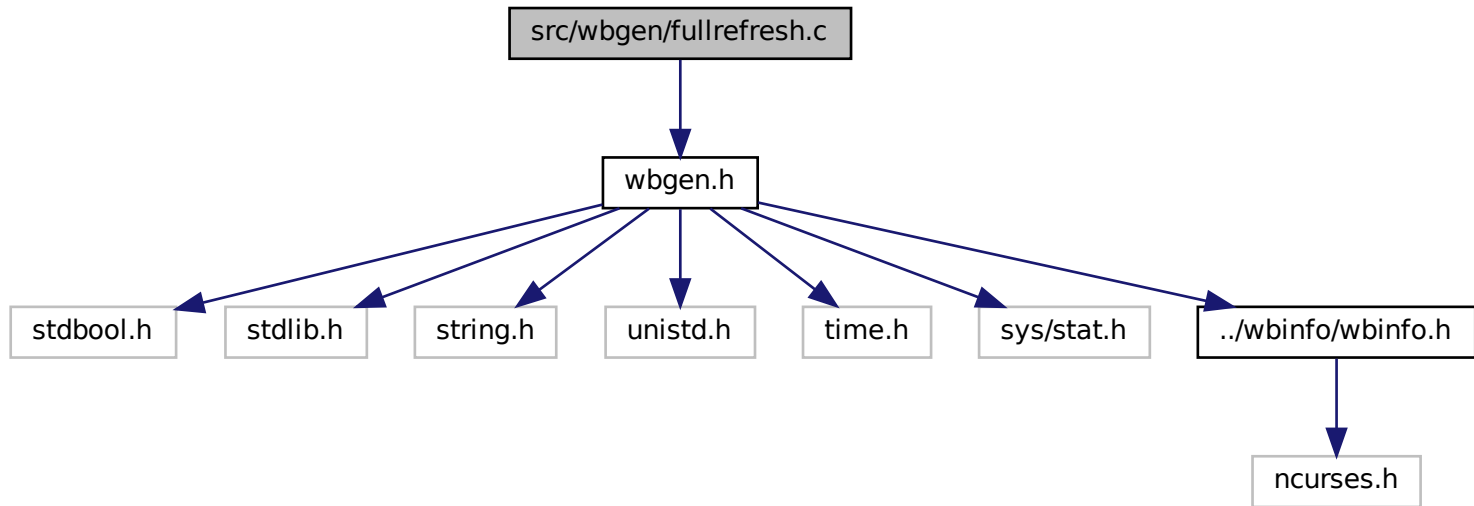 src/wbgen/fullrefresh.c
wbgen.h
stdbool.h
stdlib.h
string.h
unistd.h
time.h
sys/stat.h
../wbinfo/wbinfo.h
ncurses.h